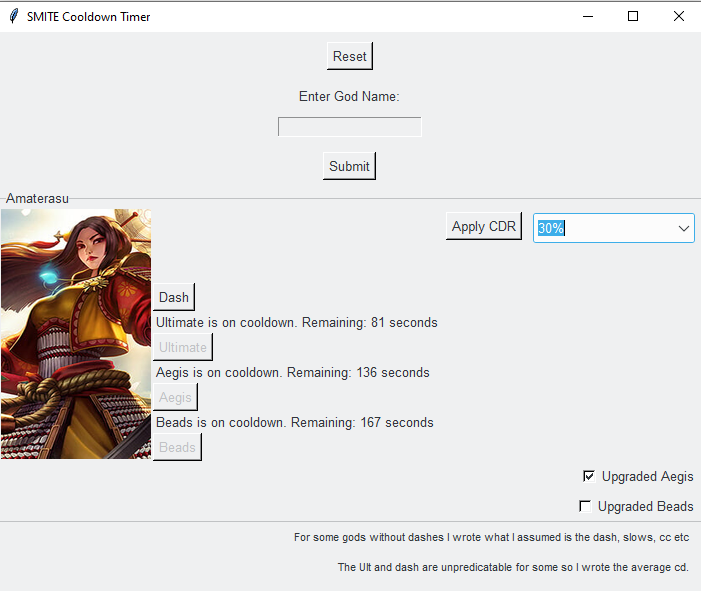 SMITE Cooldown Timer
Reset
Enter God Name:
Submit
Amaterasu
Apply CDR
30%
Dash
Ultimate is on cooldown. Remaining: 81 seconds
Ultimate
Aegis is on cooldown. Remaining: 136 seconds
Aegis
Beads is on cooldown. Remaining: 167 seconds
Beads
Upgraded Aegis
Upgraded Beads
For some gods without dashes I wrote what I assumed is the dash, slows, cc etc
The Ult and dash are unpredicatable for some so I wrote the average cd.